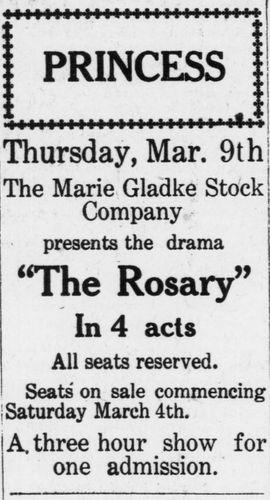 PRINCESS
Thursday, Mar. 9th
The Marie Gladke Stock
Company
presents the drama
"The Rosary"
In 4 acts
All seats reserved.
Seats on sale commencing
Saturday March 4th.
A three hour show for
one admission.